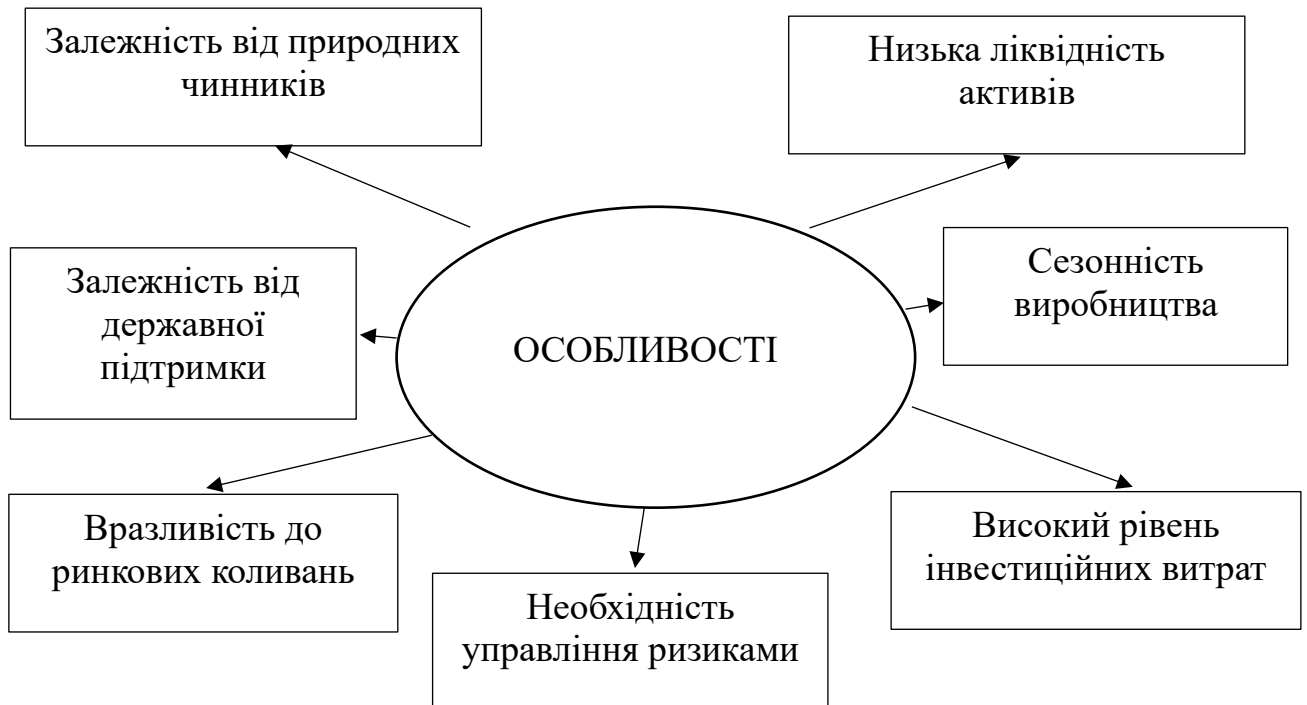 Залежність від природних
чинників
Низька ліквідність
активів
Залежність від
державної
підтримки
ОСОБЛИВОСТІ
Сезонність
виробництва
Вразливість до
ринкових коливань
Необхідність
управління ризиками
Високий рівень
інвестиційних витрат